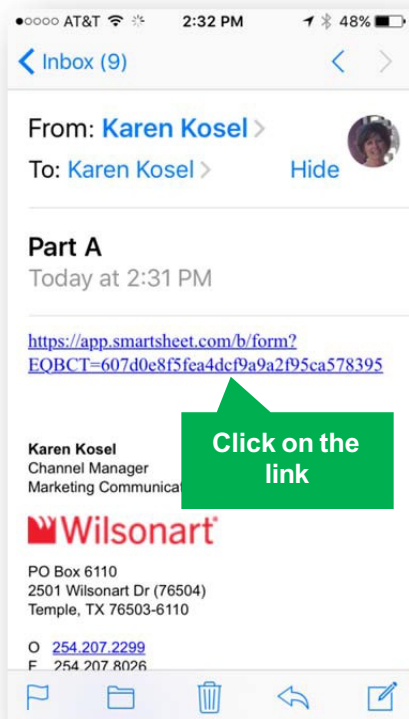 AT&T 2:32 PM 48%
Inbox (9)
From: Karen Kosel
To: Karen Kosel Hide
Part A
Today at 2:31 PM
https://app.smartsheet.com/b/form?
EQBCT=607d0e8f5fea4dcf9a9a2f95ca578395
Click on the
link
Karen Kosel
Channel Manager
Marketing Communicat
Wilsonart
PO Box 6110
2501 Wilsonart Dr (76504)
Temple, TX 76503-6110
O 254.207.2299
F 254.207.8026